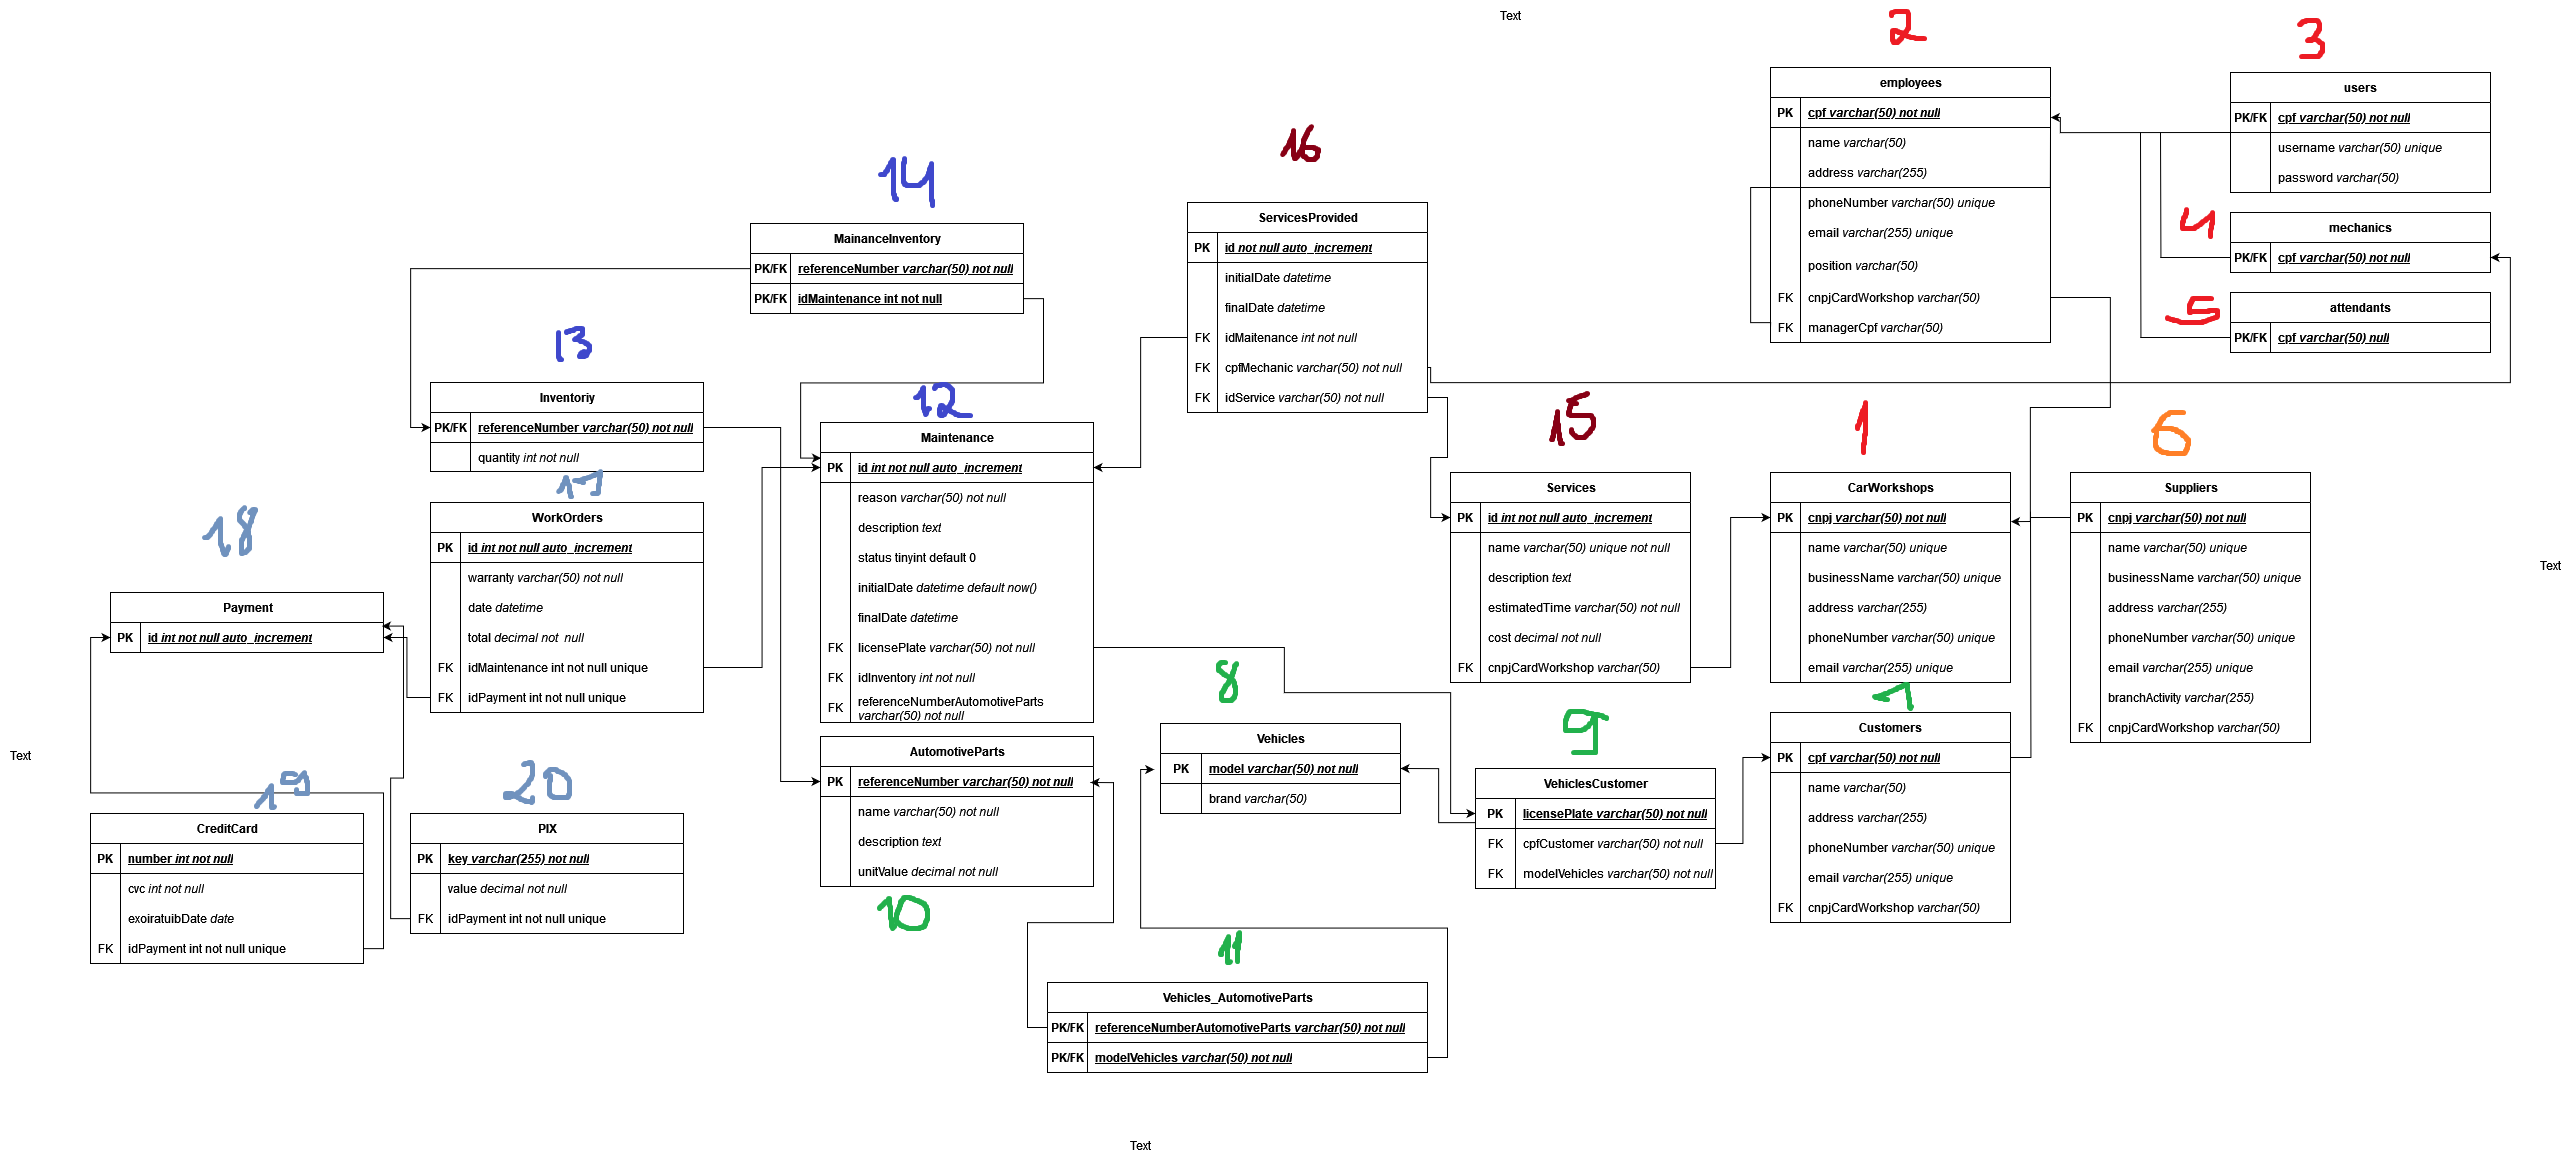 Text
2
3
employees
PK cpf varchar(50) not null
name varchar(50)
address varchar(255)
phoneNumber varchar(50) unique
email varchar(255) unique
position varchar(50)
FK cnpjCardWorkshop varchar(50)
FK managerCpf varchar(50)
users
PK/FK cpf varchar(50) not null
username varchar(50) unique
password varchar(50)
4
mechanics
PK/FK cpf varchar(50) not null
5
attendants
PK/FK cpf varchar(50) null
16
ServicesProvided
PK id not null auto_increment
initialDate datetime
finalDate datetime
FK idMaitenance int not null
FK cpfMechanic varchar(50) not null
FK idService varchar(50) not null
14
MainanceInventory
PK/FK referenceNumber varchar(50) not null
PK/FK idMaintenance int not null
13
Inventoriy
PK/FK referenceNumber varchar(50) not null
quantity int not null
12
Maintenance
PK id int not null auto_increment
reason varchar(50) not null
description text
status tinyint default 0
initialDate datetime default now()
finalDate datetime
FK licensePlate varchar(50) not null
FK idInventory int not null
FK referenceNumberAutomotiveParts
varchar(50) not null
15
Services
PK id int not null auto_increment
name varchar(50) unique not null
description text
estimatedTime varchar(50) not null
cost decimal not null
FK cnpjCardWorkshop varchar(50)
1
CarWorkshops
PK cnpj varchar(50) not null
name varchar(50) unique
businessName varchar(50) unique
address varchar(255)
phoneNumber varchar(50) unique
email varchar(255) unique
6
Suppliers
PK cnpj varchar(50) not null
name varchar(50) unique
businessName varchar(50) unique
address varchar(255)
phoneNumber varchar(50) unique
email varchar(255) unique
branchActivity varchar(255)
FK cnpjCardWorkshop varchar(50)
Text
17
WorkOrders
PK id int not null auto_increment
warranty varchar(50) not null
date datetime
total decimal not null
FK idMaintenance int not null unique
FK idPayment int not null unique
18
Payment
PK id int not null auto_increment
Text
19
CreditCard
PK number int not null
cvc int not null
exoiratuibDate date
FK idPayment int not null unique
20
PIX
PK key varchar(255) not null
value decimal not null
FK idPayment int not null unique
AutomotiveParts
PK referenceNumber varchar(50) not null
name varchar(50) not null
description text
unitValue decimal not null
10
8
Vehicles
PK model varchar(50) not null
brand varchar(50)
9
VehiclesCustomer
PK licensePlate varchar(50) not null
FK cpfCustomer varchar(50) not null
FK modelVehicles varchar(50) not null
7
Customers
PK cpf varchar(50) not null
name varchar(50)
address varchar(255)
phoneNumber varchar(50) unique
email varchar(255) unique
FK cnpjCardWorkshop varchar(50)
11
Vehicles_AutomotiveParts
PK/FK referenceNumberAutomotiveParts varchar(50) not null
PK/FK modelVehicles varchar(50) not null
Text